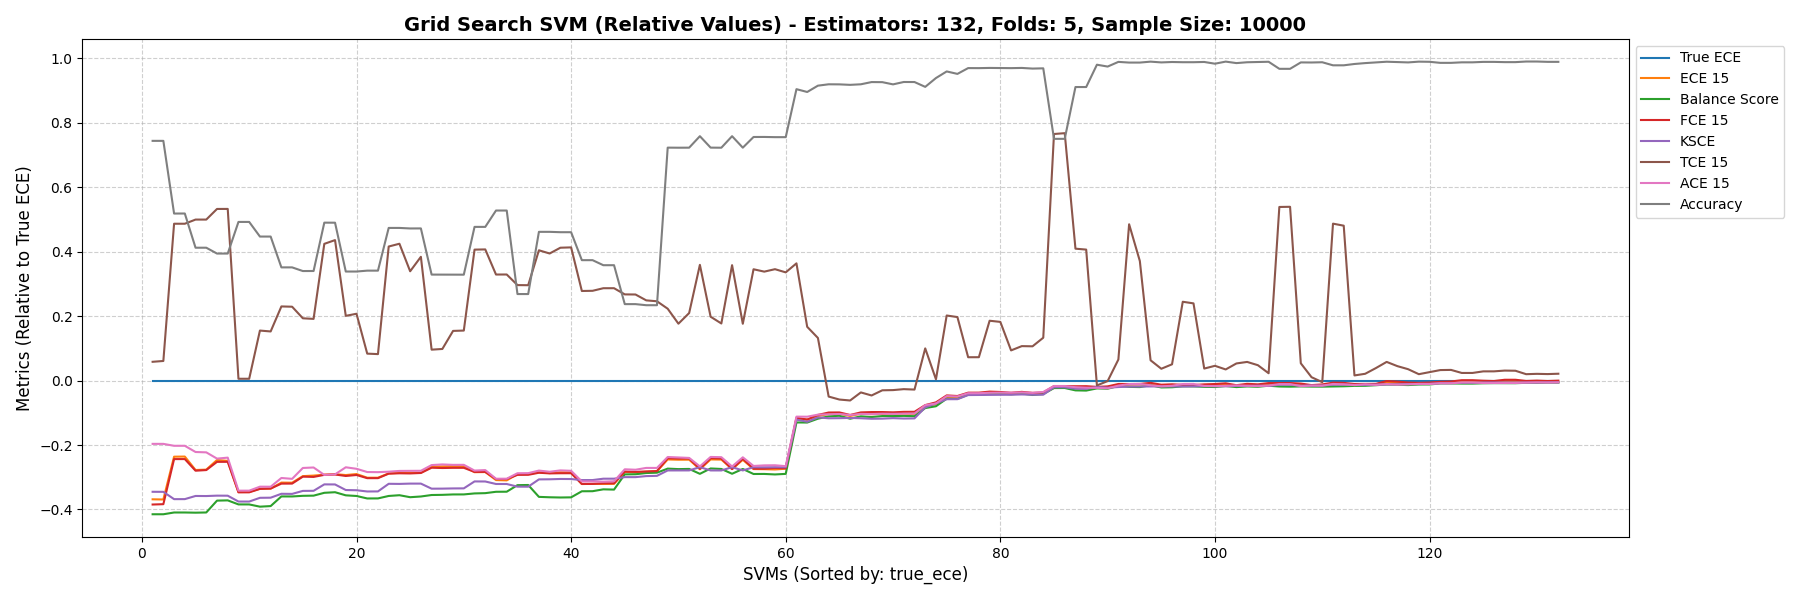 Grid Search SVM (Relative Values) - Estimators: 132, Folds: 5, Sample Size: 10000
Metrics (Relative to True ECE)
1.0
0.8
0.6
0.4
0.2
0.0
−0.2
−0.4
0
20
40
60
80
100
120
SVMs (Sorted by: true_ece)
True ECE
ECE 15
Balance Score
FCE 15
KSCE
TCE 15
ACE 15
Accuracy